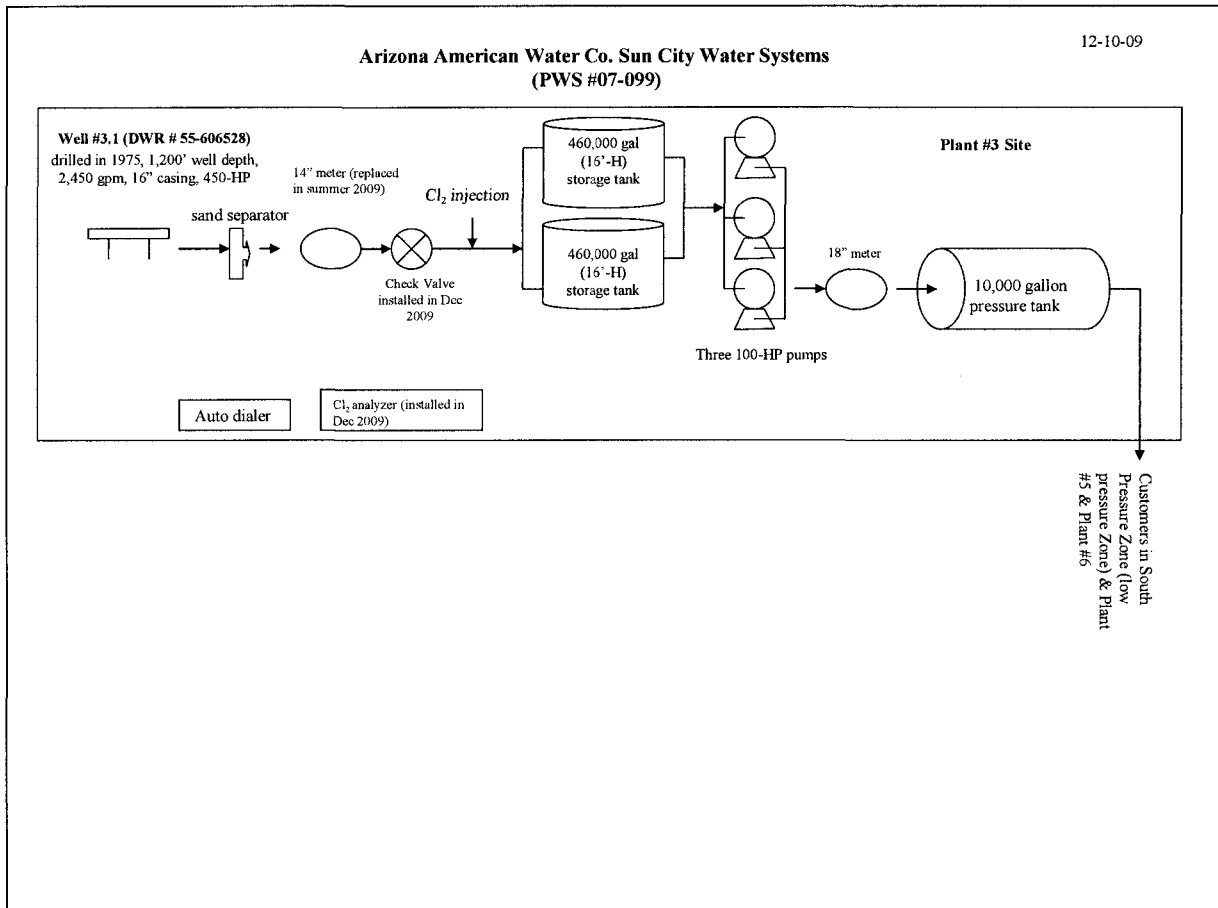 12-10-09
Arizona American Water Co. Sun City Water Systems
(PWS #07-099)
Well #3.1 (DWR # 55-606528)
drilled in 1975, 1,200' well depth,
2,450 gpm, 16" casing, 450-HP
sand separator
14" meter (replaced
in summer 2009)
Cl₂ injection
Check Valve
installed in Dec
2009
460,000 gal
(16'-H)
storage tank
460,000 gal
(16'-H)
storage tank
Three 100-HP pumps
Plant #3 Site
18" meter
10,000 gallon
pressure tank
Auto dialer
Cl₂ analyzer (installed in
Dec 2009)
Customers in South
Pressure Zone (low
pressure Zone) & Plant
#5 & Plant #6